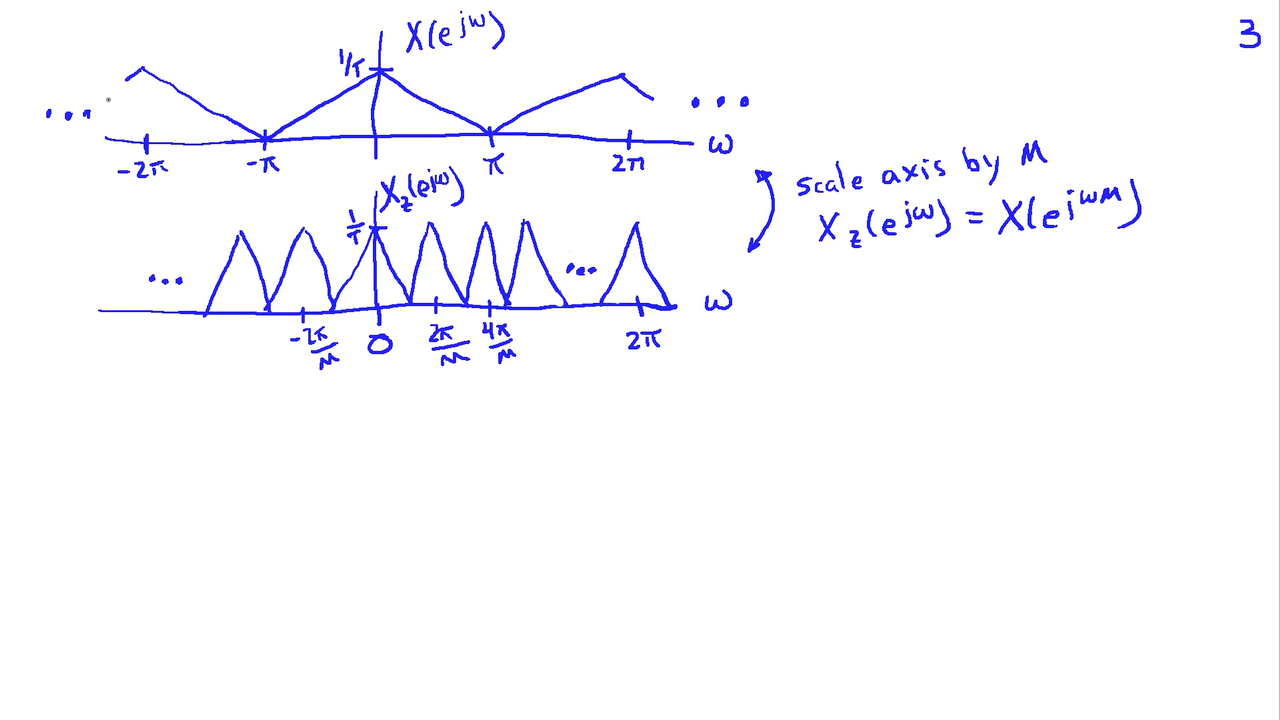 3
X(e^{jω})
1/T
...
...
-2π -π π 2π ω
scale axis by M
X_z(e^{jω}) = X(e^{jωM})
X_z(e^{jω})
1/T
...
...
-2π/M 0 2π/M 4π/M 2π ω